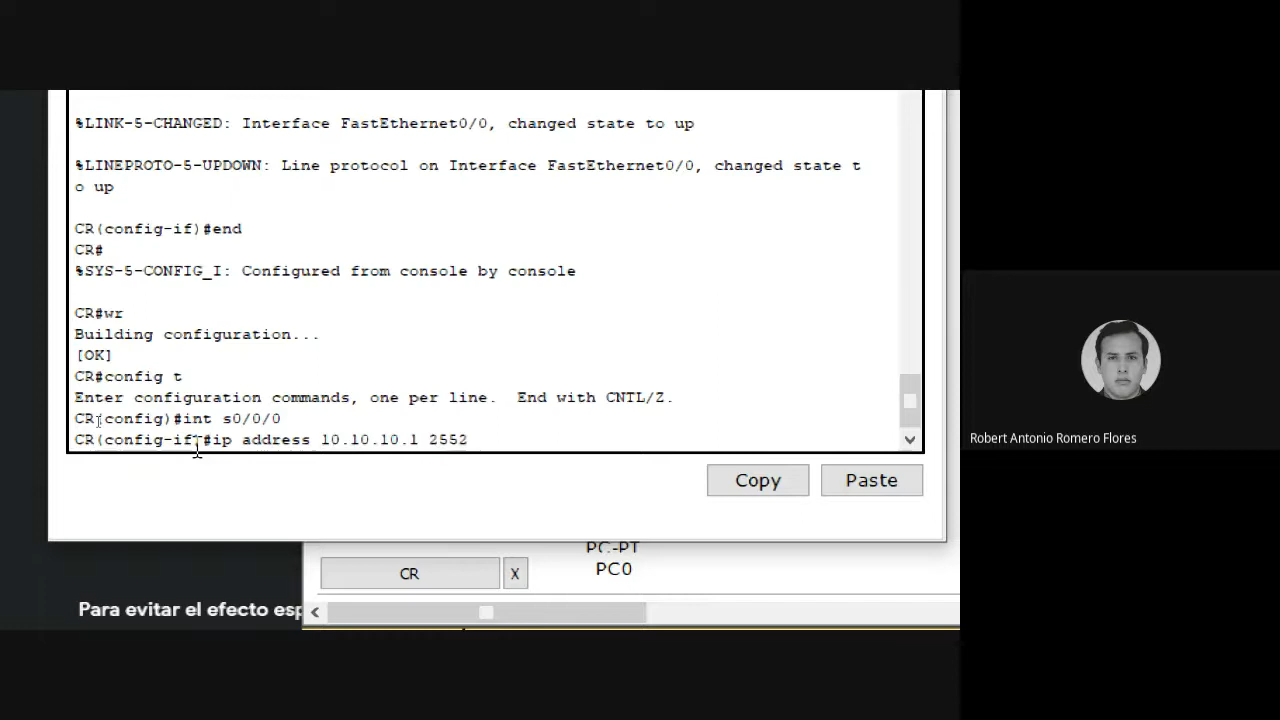 %LINK-5-CHANGED: Interface FastEthernet0/0, changed state to up
%LINEPROTO-5-UPDOWN: Line protocol on Interface FastEthernet0/0, changed state t
o up
CR(config-if)#end
CR#
%SYS-5-CONFIG_I: Configured from console by console
CR#wr
Building configuration...
[OK]
CR#config t
Enter configuration commands, one per line.  End with CNTL/Z.
CR(config)#int s0/0/0
CR(config-if)#ip address 10.10.10.1 2552
Copy
Paste
PC-PT
PC0
CR
X
Para evitar el efecto esp
Robert Antonio Romero Flores